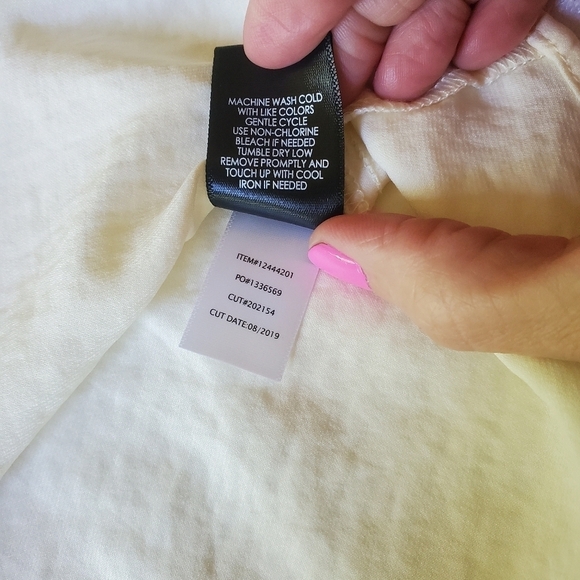 MACHINE WASH COLD
WITH LIKE COLORS
GENTLE CYCLE
USE NON-CHLORINE
BLEACH IF NEEDED
TUMBLE DRY LOW
REMOVE PROMPTLY AND
TOUCH UP WITH COOL
IRON IF NEEDED
ITEM#12444201
PO#1336569
CUT#202154
CUT DATE:08/2019